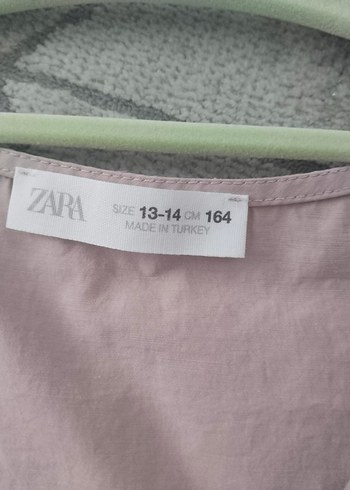 ZARA
SIZE 13-14 CM 164
MADE IN TURKEY